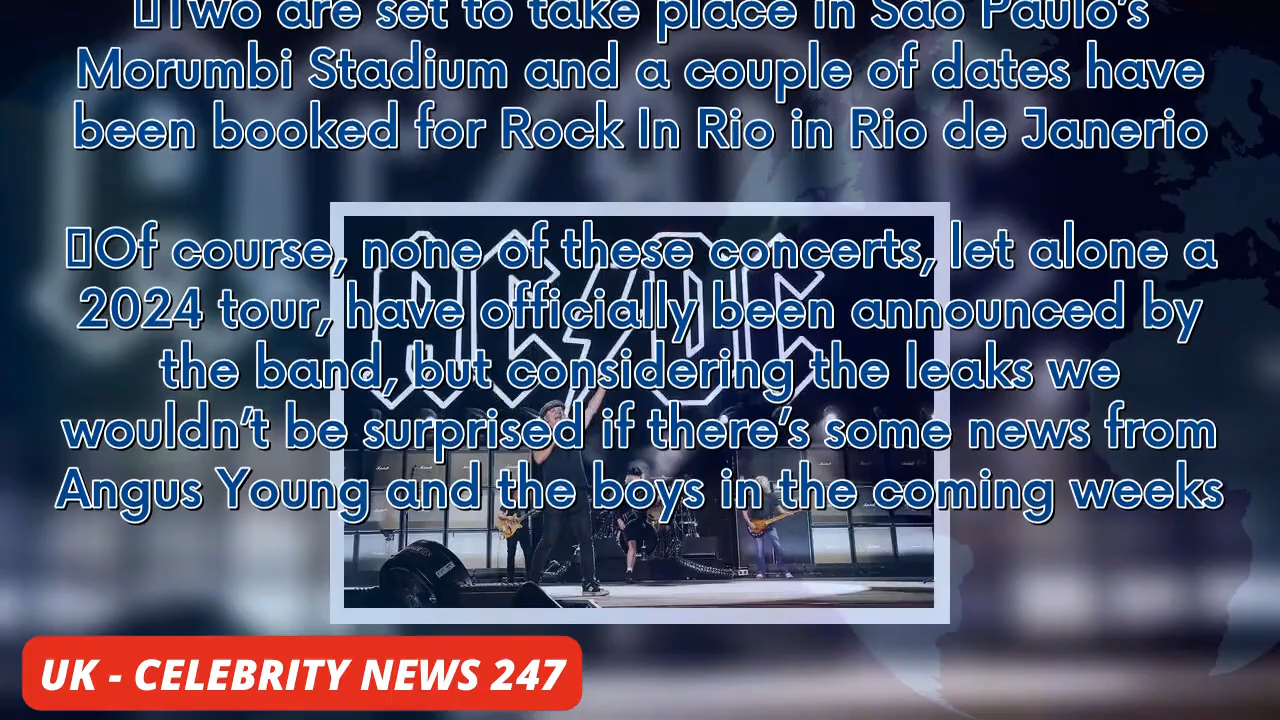 Two are set to take place in Sao Paulo's
Morumbi Stadium and a couple of dates have
been booked for Rock In Rio in Rio de Janerio
Of course, none of these concerts, let alone a
2024 tour, have officially been announced by
the band, but considering the leaks we
wouldn't be surprised if there's some news from
Angus Young and the boys in the coming weeks
AC/DC
UK - CELEBRITY NEWS 247